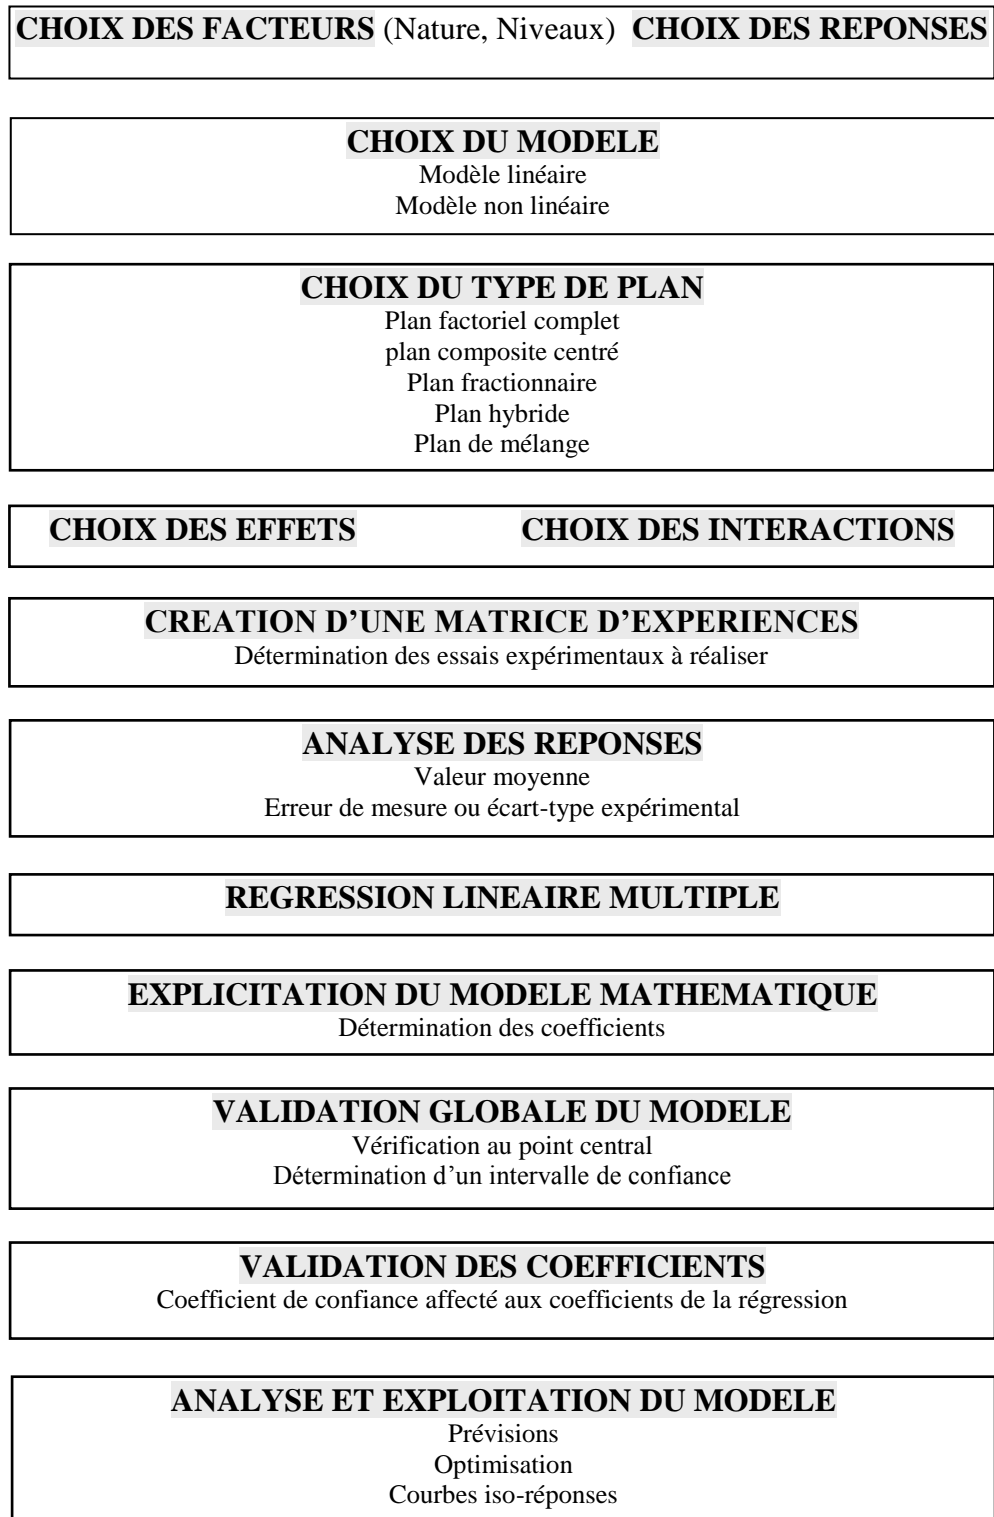 CHOIX DES FACTEURS (Nature, Niveaux) CHOIX DES REPONSES
CHOIX DU MODELE
Modèle linéaire
Modèle non linéaire
CHOIX DU TYPE DE PLAN
Plan factoriel complet
plan composite centré
Plan fractionnaire
Plan hybride
Plan de mélange
CHOIX DES EFFETS CHOIX DES INTERACTIONS
CREATION D’UNE MATRICE D’EXPERIENCES
Détermination des essais expérimentaux à réaliser
ANALYSE DES REPONSES
Valeur moyenne
Erreur de mesure ou écart-type expérimental
REGRESSION LINEAIRE MULTIPLE
EXPLICITATION DU MODELE MATHEMATIQUE
Détermination des coefficients
VALIDATION GLOBALE DU MODELE
Vérification au point central
Détermination d’un intervalle de confiance
VALIDATION DES COEFFICIENTS
Coefficient de confiance affecté aux coefficients de la régression
ANALYSE ET EXPLOITATION DU MODELE
Prévisions
Optimisation
Courbes iso-réponses